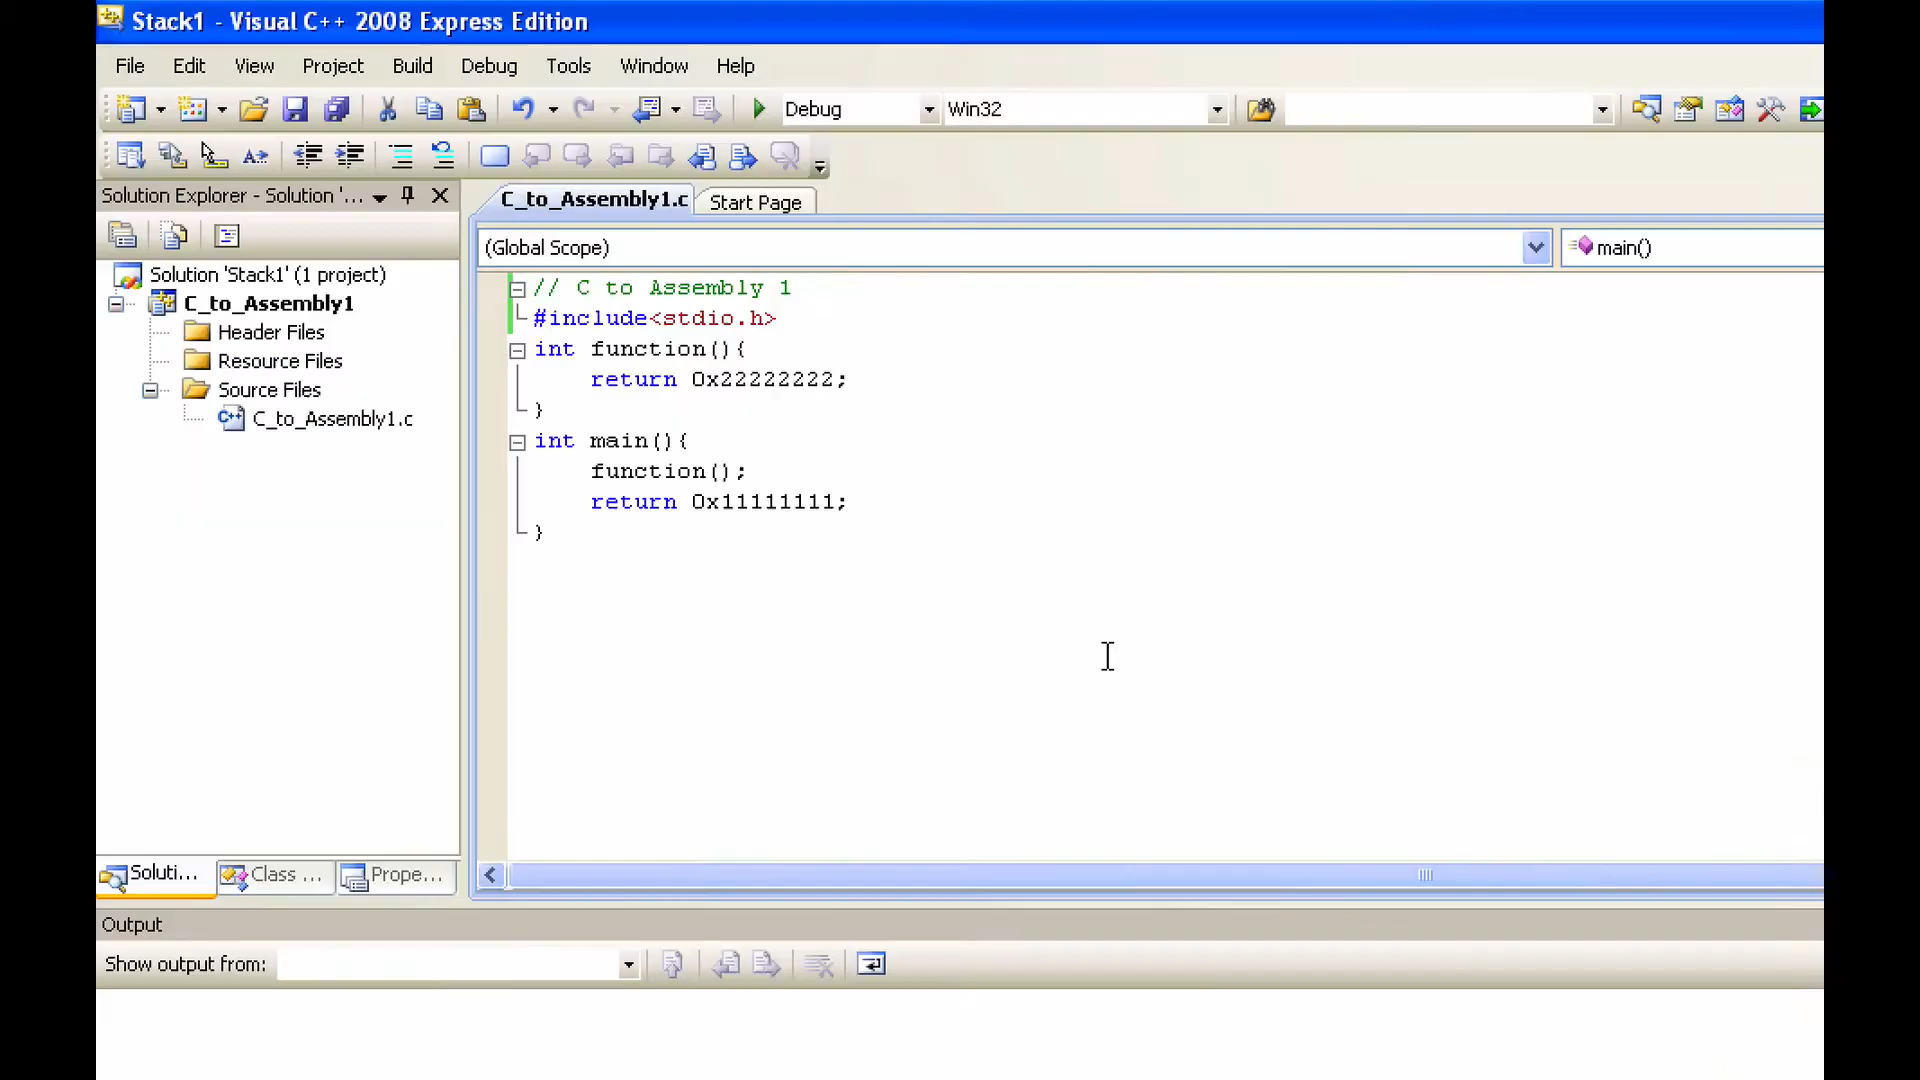 Stack1 - Visual C++ 2008 Express Edition
File Edit View Project Build Debug Tools Window Help
Debug Win32
Solution Explorer - Solution '...
C_to_Assembly1.c Start Page
(Global Scope) main()
Solution 'Stack1' (1 project)
C_to_Assembly1
Header Files
Resource Files
Source Files
C_to_Assembly1.c
// C to Assembly 1
#include<stdio.h>
int function(){
    return 0x22222222;
}
int main(){
    function();
    return 0x11111111;
}
Soluti... Class ... Prope...
Output
Show output from: